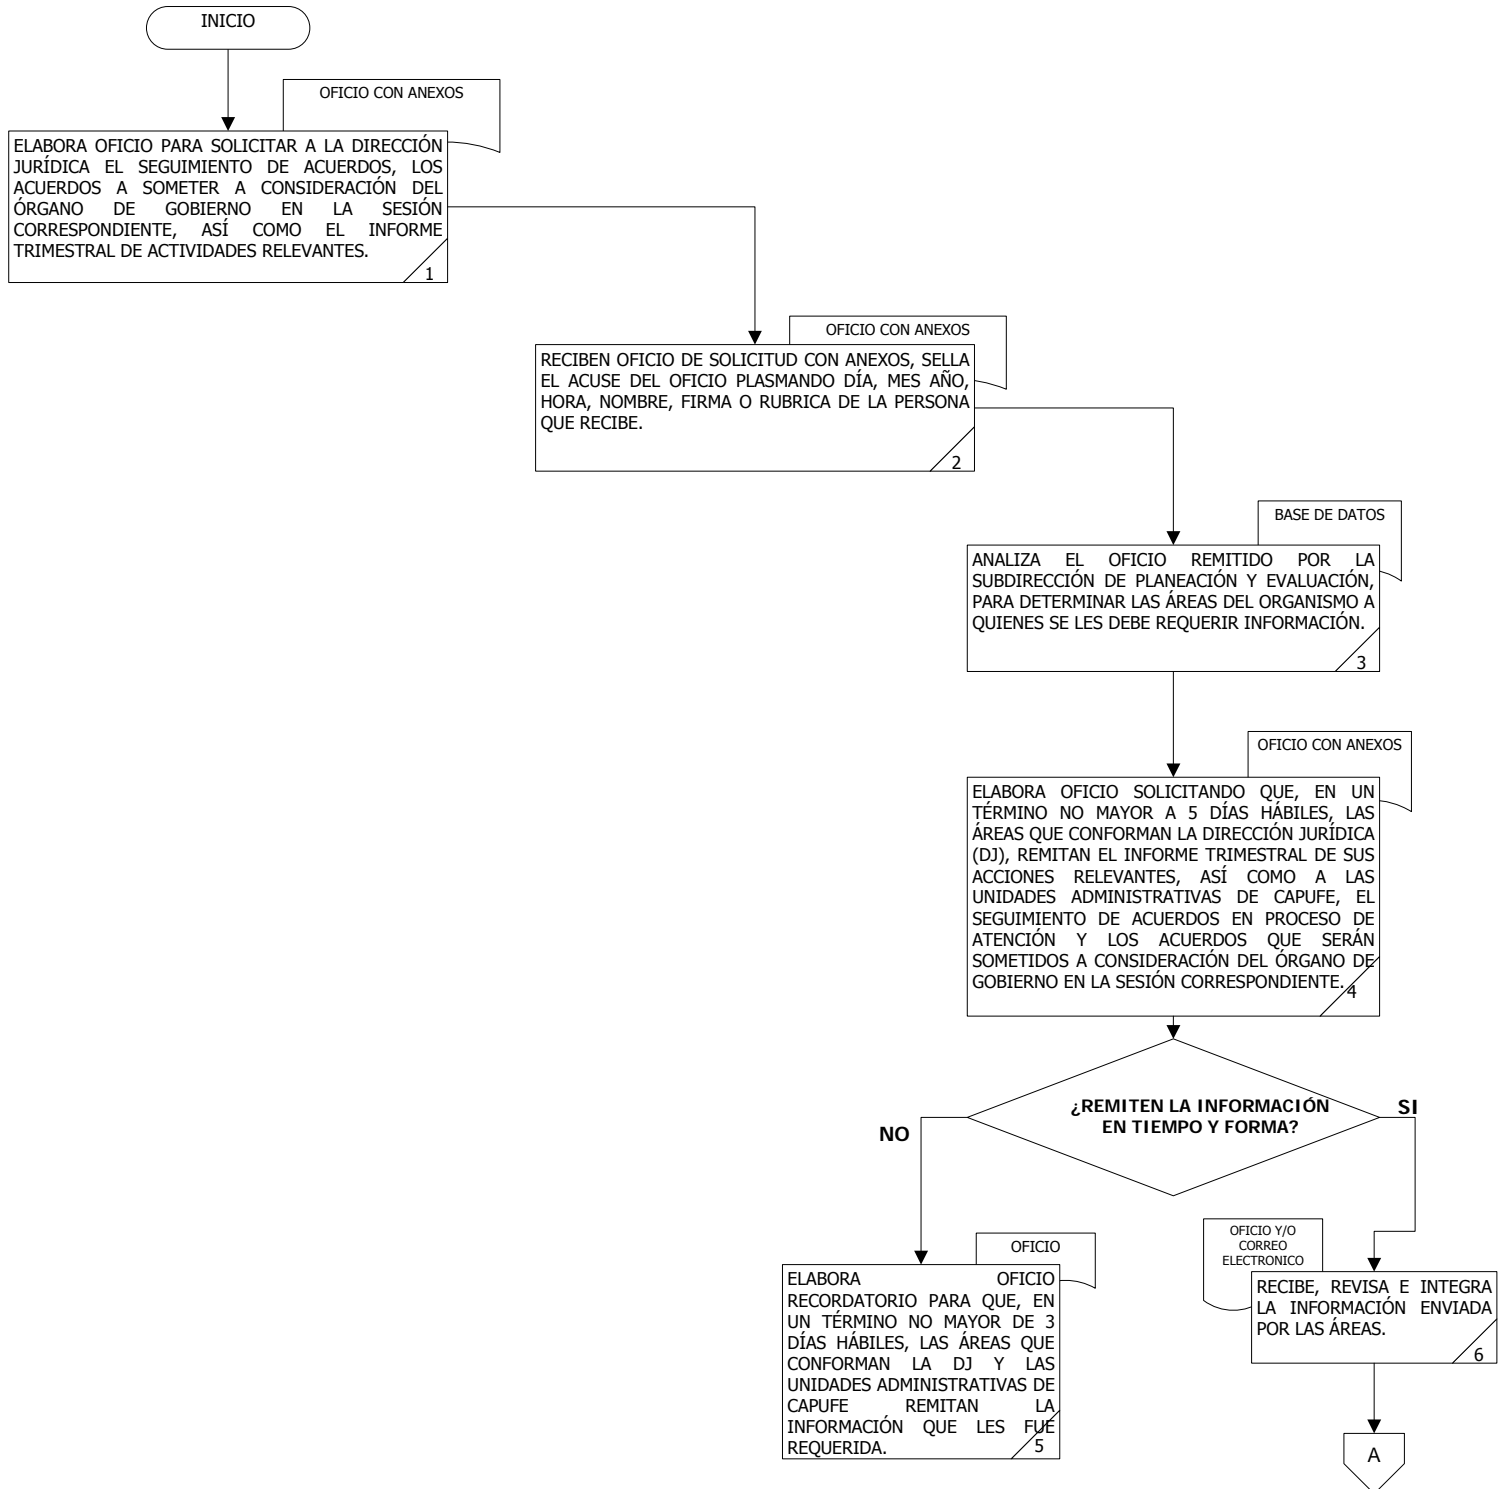 INICIO
OFICIO CON ANEXOS
ELABORA OFICIO PARA SOLICITAR A LA DIRECCIÓN
JURÍDICA EL SEGUIMIENTO DE ACUERDOS, LOS
ACUERDOS A SOMETER A CONSIDERACIÓN DEL
ÓRGANO DE GOBIERNO EN LA SESIÓN
CORRESPONDIENTE, ASÍ COMO EL INFORME
TRIMESTRAL DE ACTIVIDADES RELEVANTES.
1
OFICIO CON ANEXOS
RECIBEN OFICIO DE SOLICITUD CON ANEXOS, SELLA
EL ACUSE DEL OFICIO PLASMANDO DÍA, MES AÑO,
HORA, NOMBRE, FIRMA O RUBRICA DE LA PERSONA
QUE RECIBE.
2
BASE DE DATOS
ANALIZA EL OFICIO REMITIDO POR LA
SUBDIRECCIÓN DE PLANEACIÓN Y EVALUACIÓN,
PARA DETERMINAR LAS ÁREAS DEL ORGANISMO A
QUIENES SE LES DEBE REQUERIR INFORMACIÓN.
3
OFICIO CON ANEXOS
ELABORA OFICIO SOLICITANDO QUE, EN UN
TÉRMINO NO MAYOR A 5 DÍAS HÁBILES, LAS
ÁREAS QUE CONFORMAN LA DIRECCIÓN JURÍDICA
(DJ), REMITAN EL INFORME TRIMESTRAL DE SUS
ACCIONES RELEVANTES, ASÍ COMO A LAS
UNIDADES ADMINISTRATIVAS DE CAPUFE, EL
SEGUIMIENTO DE ACUERDOS EN PROCESO DE
ATENCIÓN Y LOS ACUERDOS QUE SERÁN
SOMETIDOS A CONSIDERACIÓN DEL ÓRGANO DE
GOBIERNO EN LA SESIÓN CORRESPONDIENTE.
4
¿REMITEN LA INFORMACIÓN
EN TIEMPO Y FORMA?
NO
SI
OFICIO
ELABORA OFICIO
RECORDATORIO PARA QUE, EN
UN TÉRMINO NO MAYOR DE 3
DÍAS HÁBILES, LAS ÁREAS QUE
CONFORMAN LA DJ Y LAS
UNIDADES ADMINISTRATIVAS DE
CAPUFE REMITAN LA
INFORMACIÓN QUE LES FUE
REQUERIDA.
5
OFICIO Y/O
CORREO
ELECTRONICO
RECIBE, REVISA E INTEGRA
LA INFORMACIÓN ENVIADA
POR LAS ÁREAS.
6
A